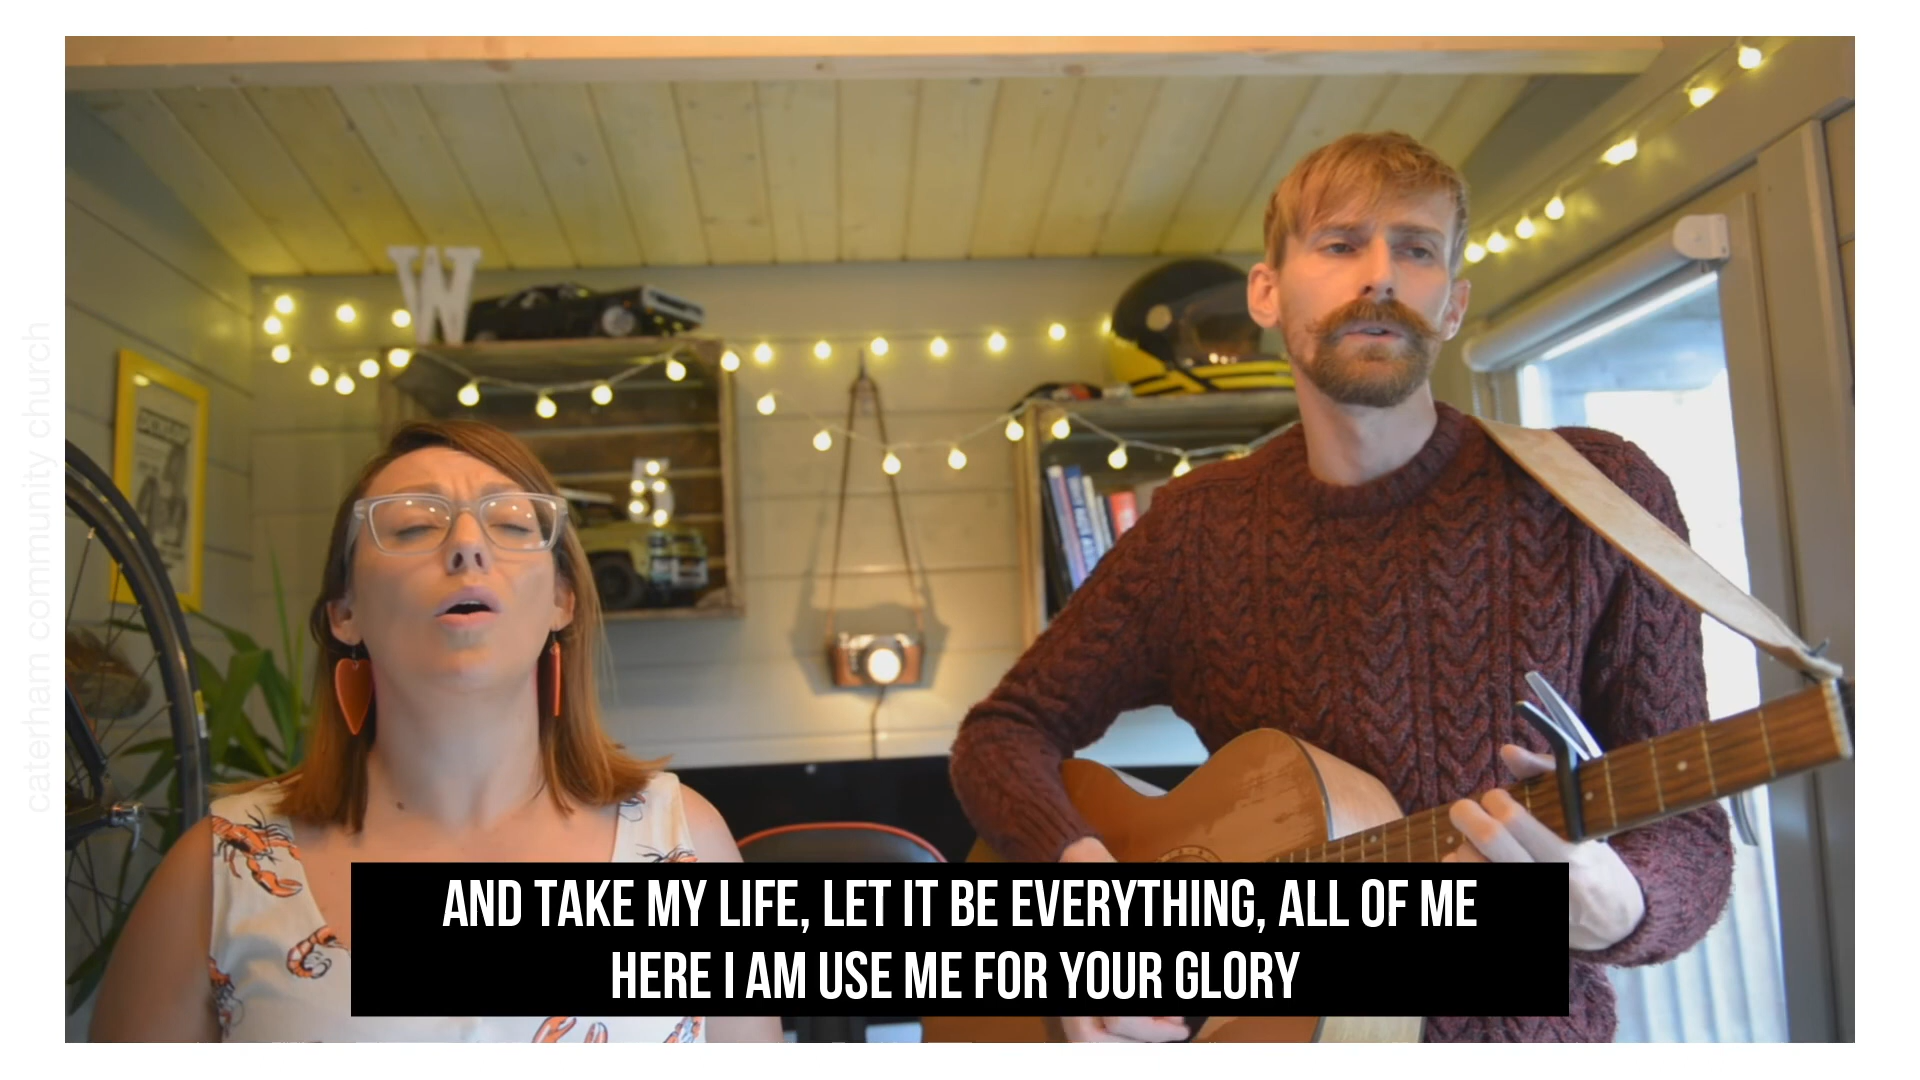 caterham community church
W
AND TAKE MY LIFE, LET IT BE EVERYTHING, ALL OF ME
HERE I AM USE ME FOR YOUR GLORY